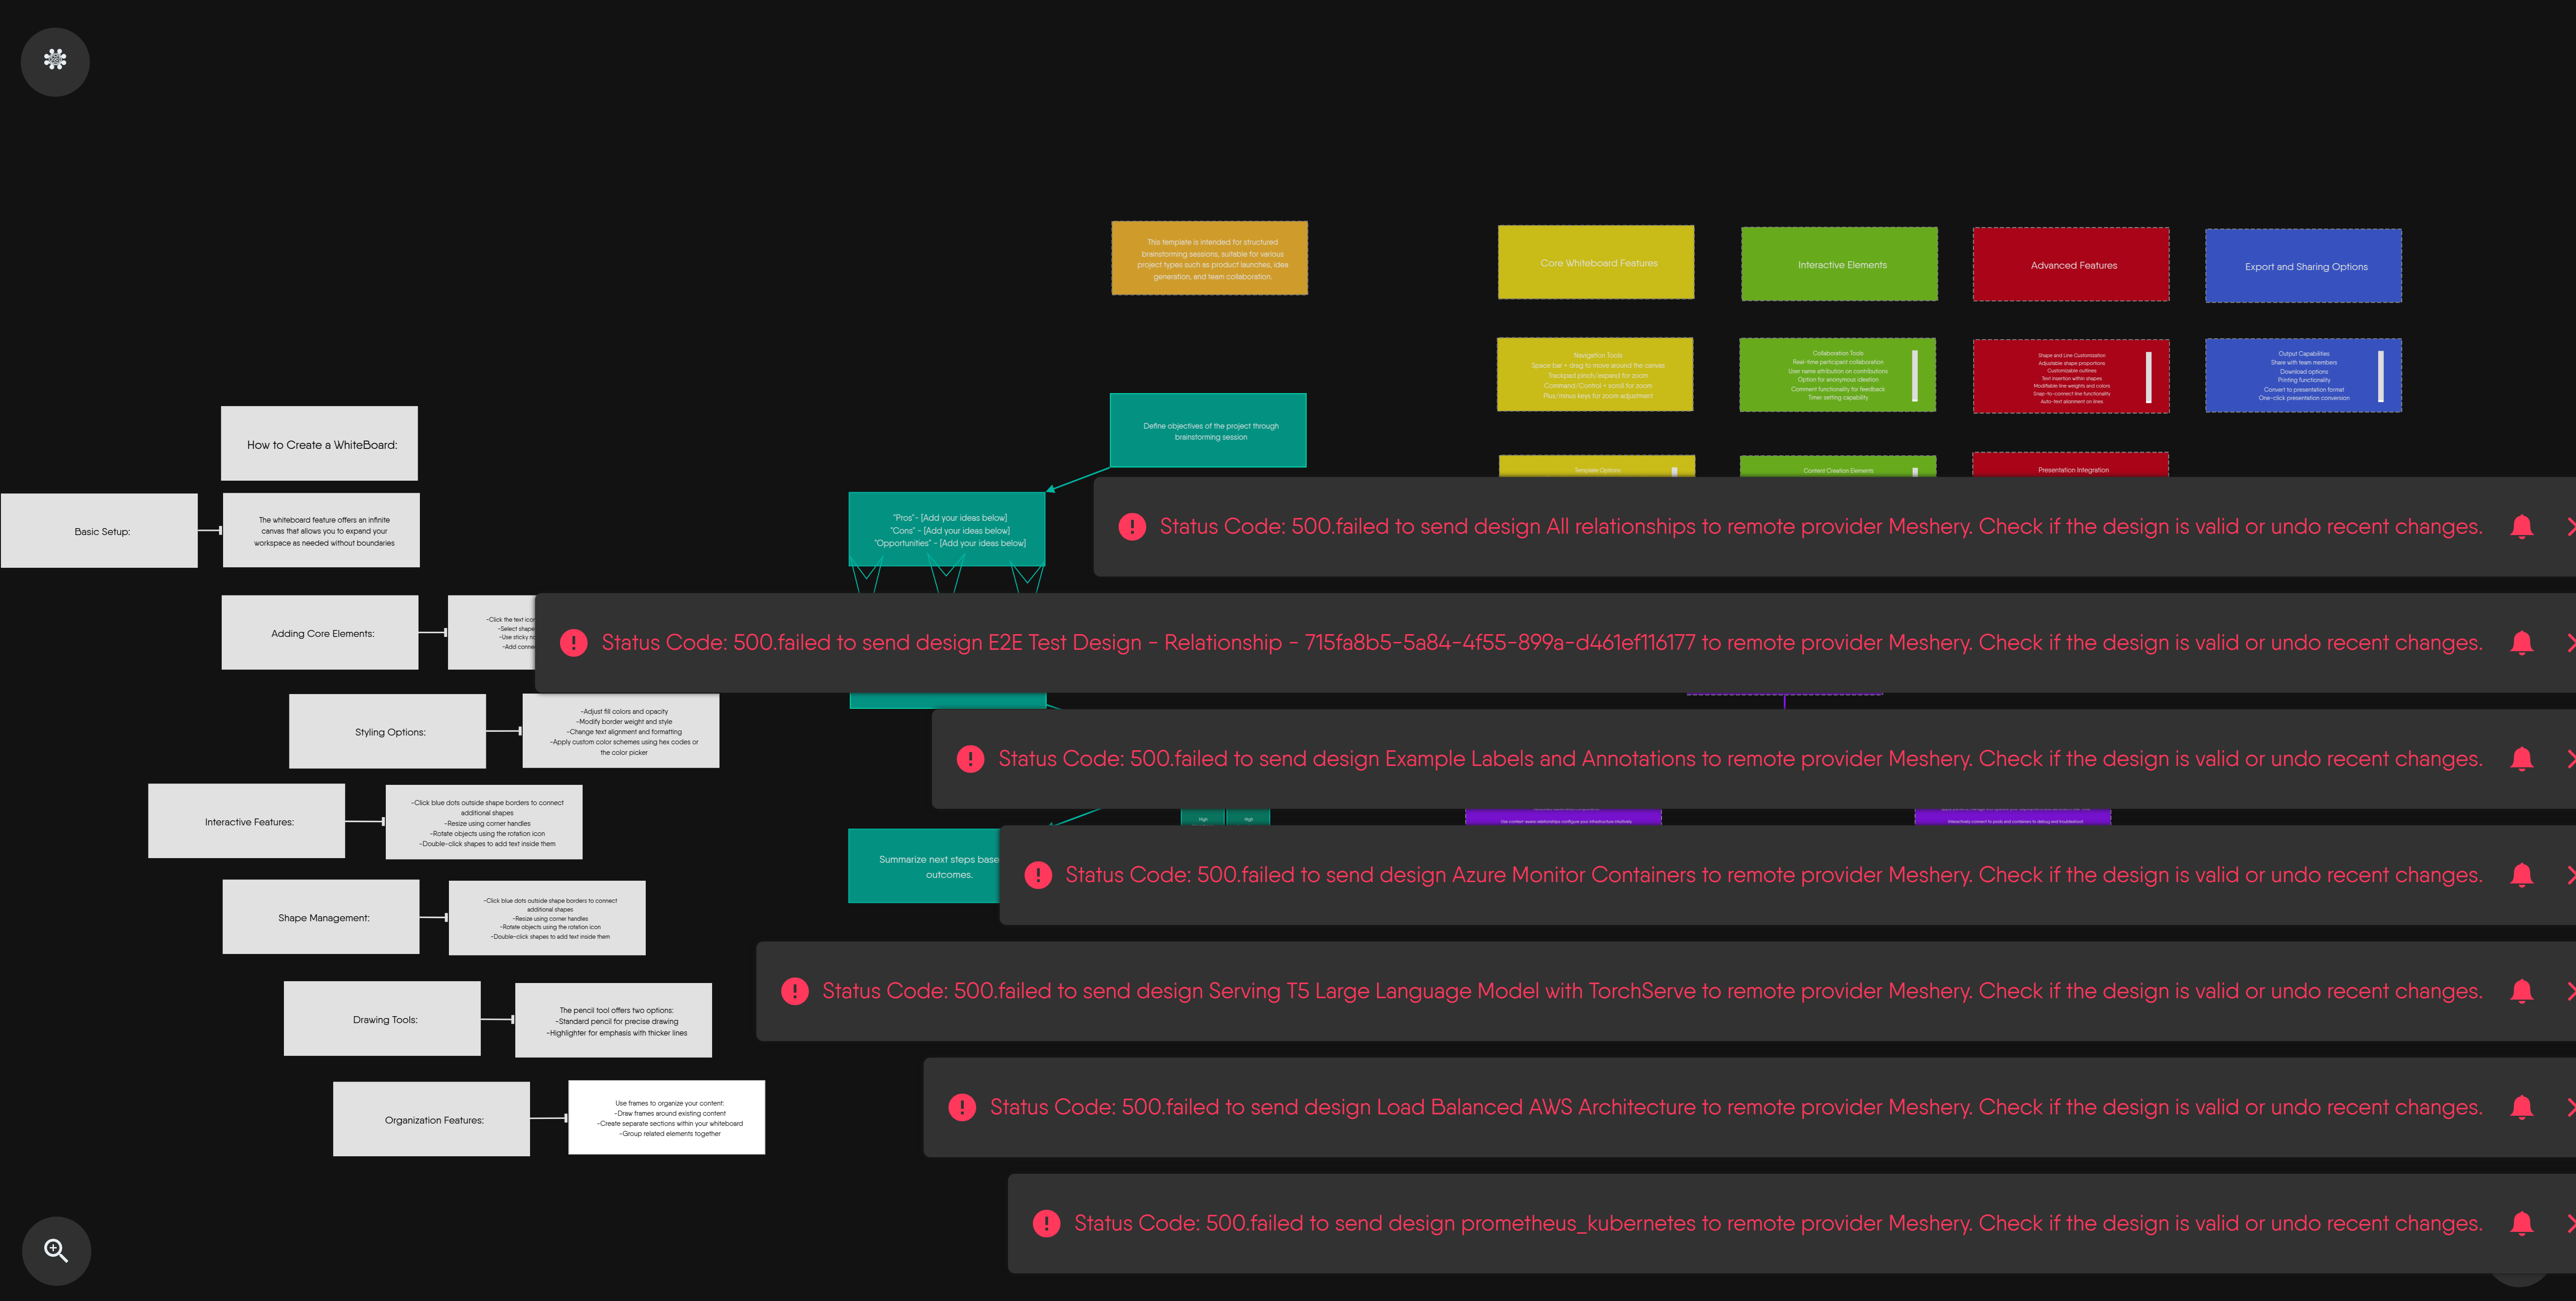 This template is intended for structured
brainstorming sessions, suitable for various
project types such as product launches, idea
generation, and team collaboration.
Core Whiteboard Features
Interactive Elements
Advanced Features
Export and Sharing Options
Navigation Tools
Space bar + drag to move around the canvas
Trackpad pinch/expand for zoom
Command/Control + scroll for zoom
Plus/minus keys for zoom adjustment
Collaboration Tools
Real-time participant collaboration
User name attribution on contributions
Option for anonymous ideation
Comment functionality for feedback
Timer setting capability
Shape and Line Customization
Adjustable shape proportions
Customizable outlines
Text insertion within shapes
Modifiable line weights and colors
Snap-to-connect line functionality
Auto-text alignment on lines
Output Capabilities
Share with team members
Download options
Printing functionality
Convert to presentation format
One-click presentation conversion
Define objectives of the project through
brainstorming session
How to Create a WhiteBoard:
Template Options
Content Creation Elements
Presentation Integration
Basic Setup:
The whiteboard feature offers an infinite
canvas that allows you to expand your
workspace as needed without boundaries
"Pros"- [Add your ideas below]
"Cons" - [Add your ideas below]
"Opportunities" - [Add your ideas below]
Status Code: 500.failed to send design All relationships to remote provider Meshery. Check if the design is valid or undo recent changes.
Adding Core Elements:
-Click the text
-Select
-Use sticky
-Add
Status Code: 500.failed to send design E2E Test Design - Relationship - 715fa8b5-5a84-4f55-899a-d461ef116177 to remote provider Meshery. Check if the design is valid or undo recent changes.
Styling Options:
-Adjust fill colors and opacity
-Modify border weight and style
-Change text alignment and formatting
-Apply custom color schemes using hex codes or
the color picker
Status Code: 500.failed to send design Example Labels and Annotations to remote provider Meshery. Check if the design is valid or undo recent changes.
Interactive Features:
-Click blue dots outside shape borders to connect
additional shapes
-Resize using corner handles
-Rotate objects using the rotation icon
-Double-click shapes to add text inside them
High
High
Use context-aware relationships configure your infrastructure intuitively.
Interactively connect to pods and containers to debug and troubleshoot
Summarize next steps
outcomes.
Status Code: 500.failed to send design Azure Monitor Containers to remote provider Meshery. Check if the design is valid or undo recent changes.
Shape Management:
-Click blue dots outside shape borders to connect
additional shapes
-Resize using corner handles
-Rotate objects using the rotation icon
-Double-click shapes to add text inside them
Status Code: 500.failed to send design Serving T5 Large Language Model with TorchServe to remote provider Meshery. Check if the design is valid or undo recent changes.
Drawing Tools:
The pencil tool offers two options:
-Standard pencil for precise drawing
-Highlighter for emphasis with thicker lines
Status Code: 500.failed to send design Load Balanced AWS Architecture to remote provider Meshery. Check if the design is valid or undo recent changes.
Organization Features:
Use frames to organize your content:
-Draw frames around existing content
-Create separate sections within your whiteboard
-Group related elements together
Status Code: 500.failed to send design prometheus_kubernetes to remote provider Meshery. Check if the design is valid or undo recent changes.